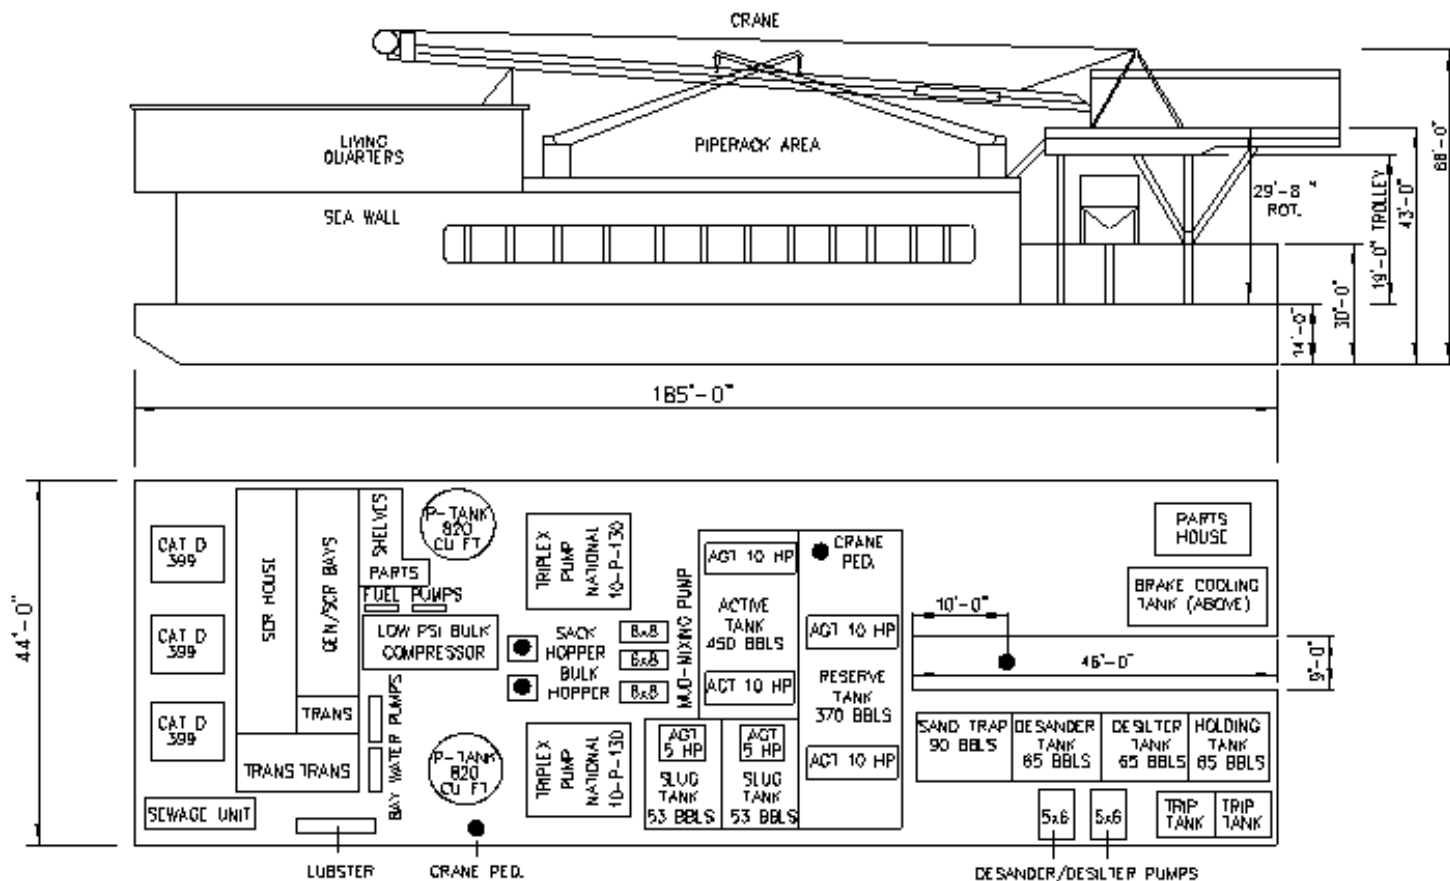 CRANE
LIVING
QUARTERS
PIPERACK AREA
SEA WALL
29'-8"
ROT.
19'-0" TROLLEY
43'-0"
68'-0"
14'-0"
30'-0"
185'-0"
44'-0"
CAT D
399
CAT D
399
CAT D
399
SCR HOUSE
GEN/SCR BAYS
SHELVES
PARTS
P-TANK
820
CU FT
FUEL PUMPS
LOW PSI BULK
COMPRESSOR
TRANS
TRANS TRANS
BAY WATER PUMPS
P-TANK
820
CU FT
SEWAGE UNIT
LUBSTER
CRANE PED.
TRIPLEX
PUMP
NATIONAL
10-P-130
SACK
HOPPER
BULK
HOPPER
8x8
6x8
8x8
MUD-MIXING PUMP
TRIPLEX
PUMP
NATIONAL
10-P-130
AGT 10 HP
ACTIVE
TANK
450 BBLS
AGT 10 HP
AGT
5 HP
SLUG
TANK
53 BBLS
AGT
5 HP
SLUG
TANK
53 BBLS
CRANE
PED.
AGT 10 HP
RESERVE
TANK
370 BBLS
AGT 10 HP
PARTS
HOUSE
BRAKE COOLING
TANK (ABOVE)
10'-0"
46'-0"
9'-0"
SAND TRAP
90 BBLS
DESANDER
TANK
65 BBLS
DESILTER
TANK
65 BBLS
HOLDING
TANK
65 BBLS
5x6
5x6
TRIP
TANK
TRIP
TANK
DESANDER/DESILTER PUMPS